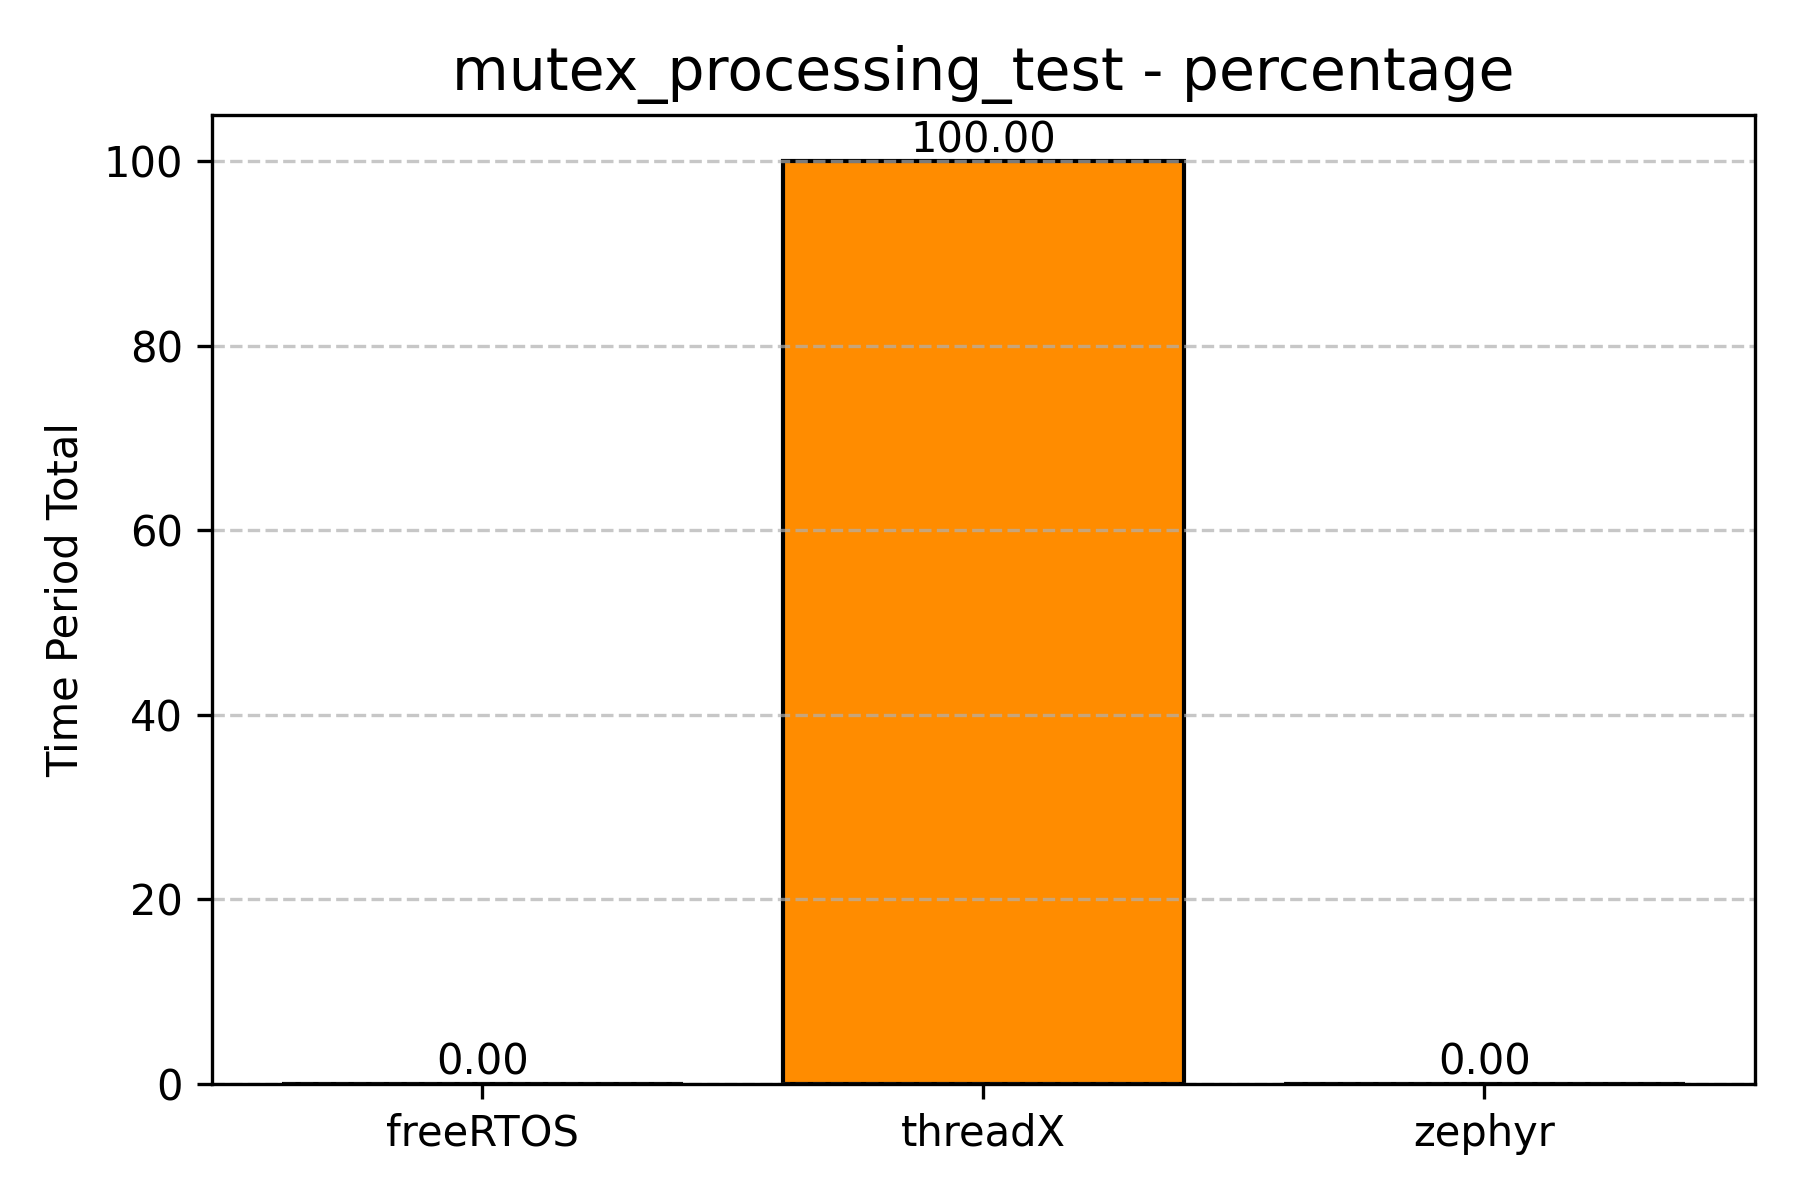 mutex_processing_test - percentage
100.00
100
80
60
40
20
0
Time Period Total
0.00
0.00
freeRTOS
threadX
zephyr